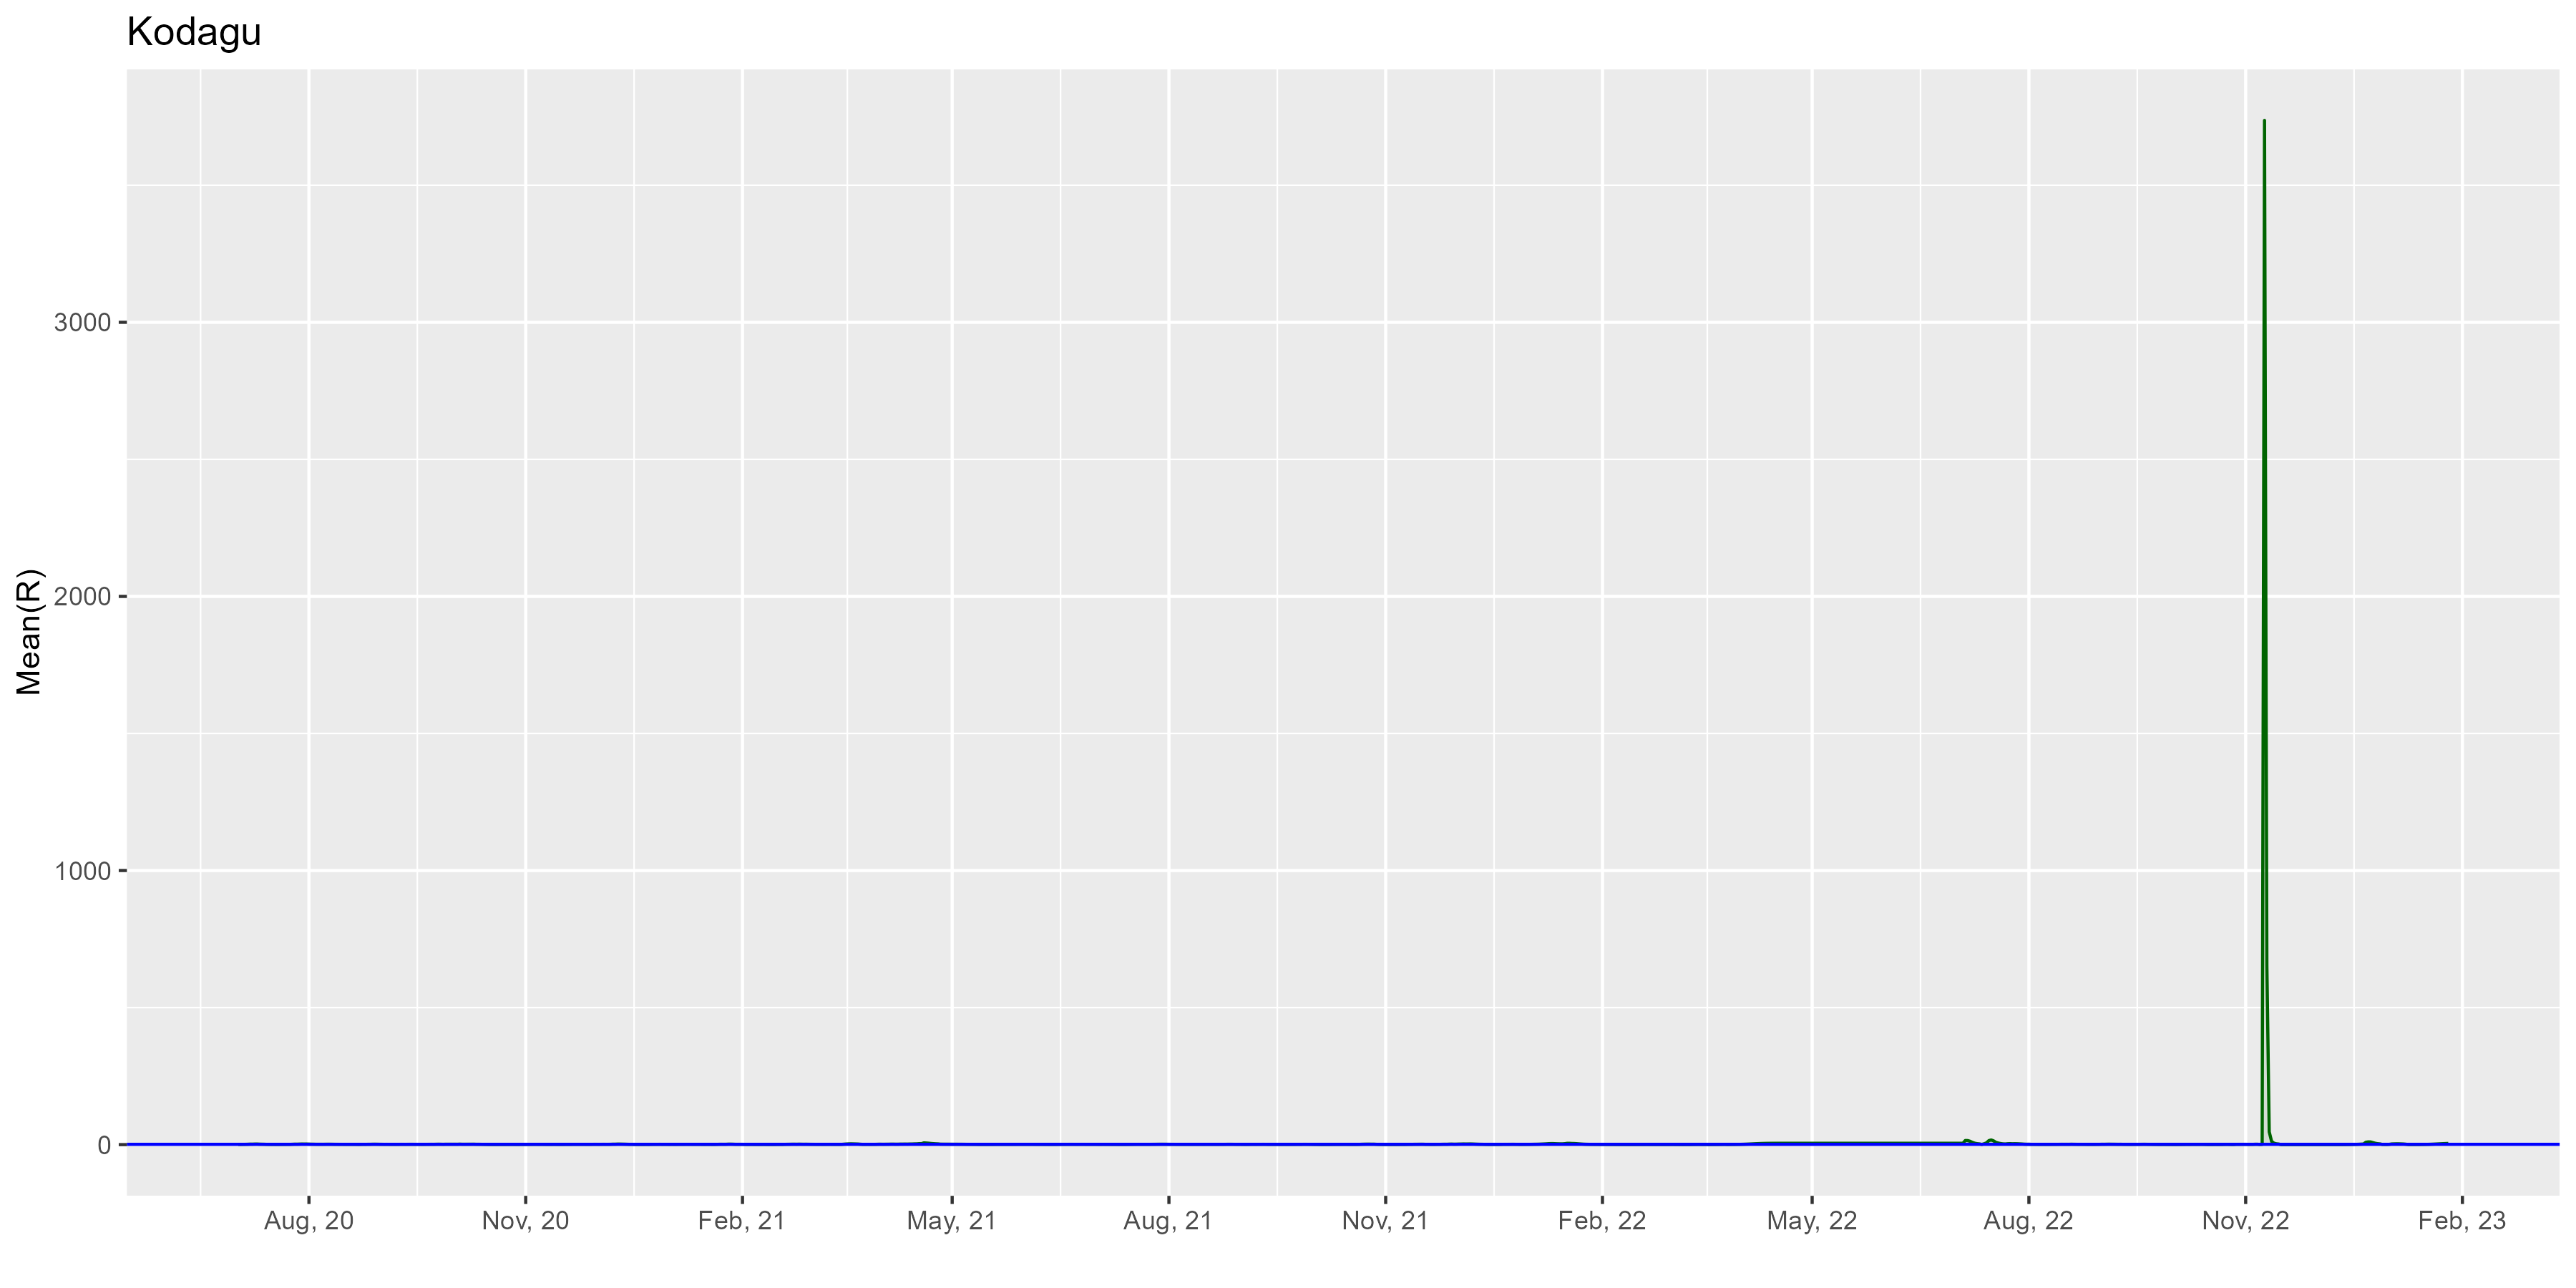 Kodagu
Mean(R)
3000
2000
1000
0
Aug, 20
Nov, 20
Feb, 21
May, 21
Aug, 21
Nov, 21
Feb, 22
May, 22
Aug, 22
Nov, 22
Feb, 23